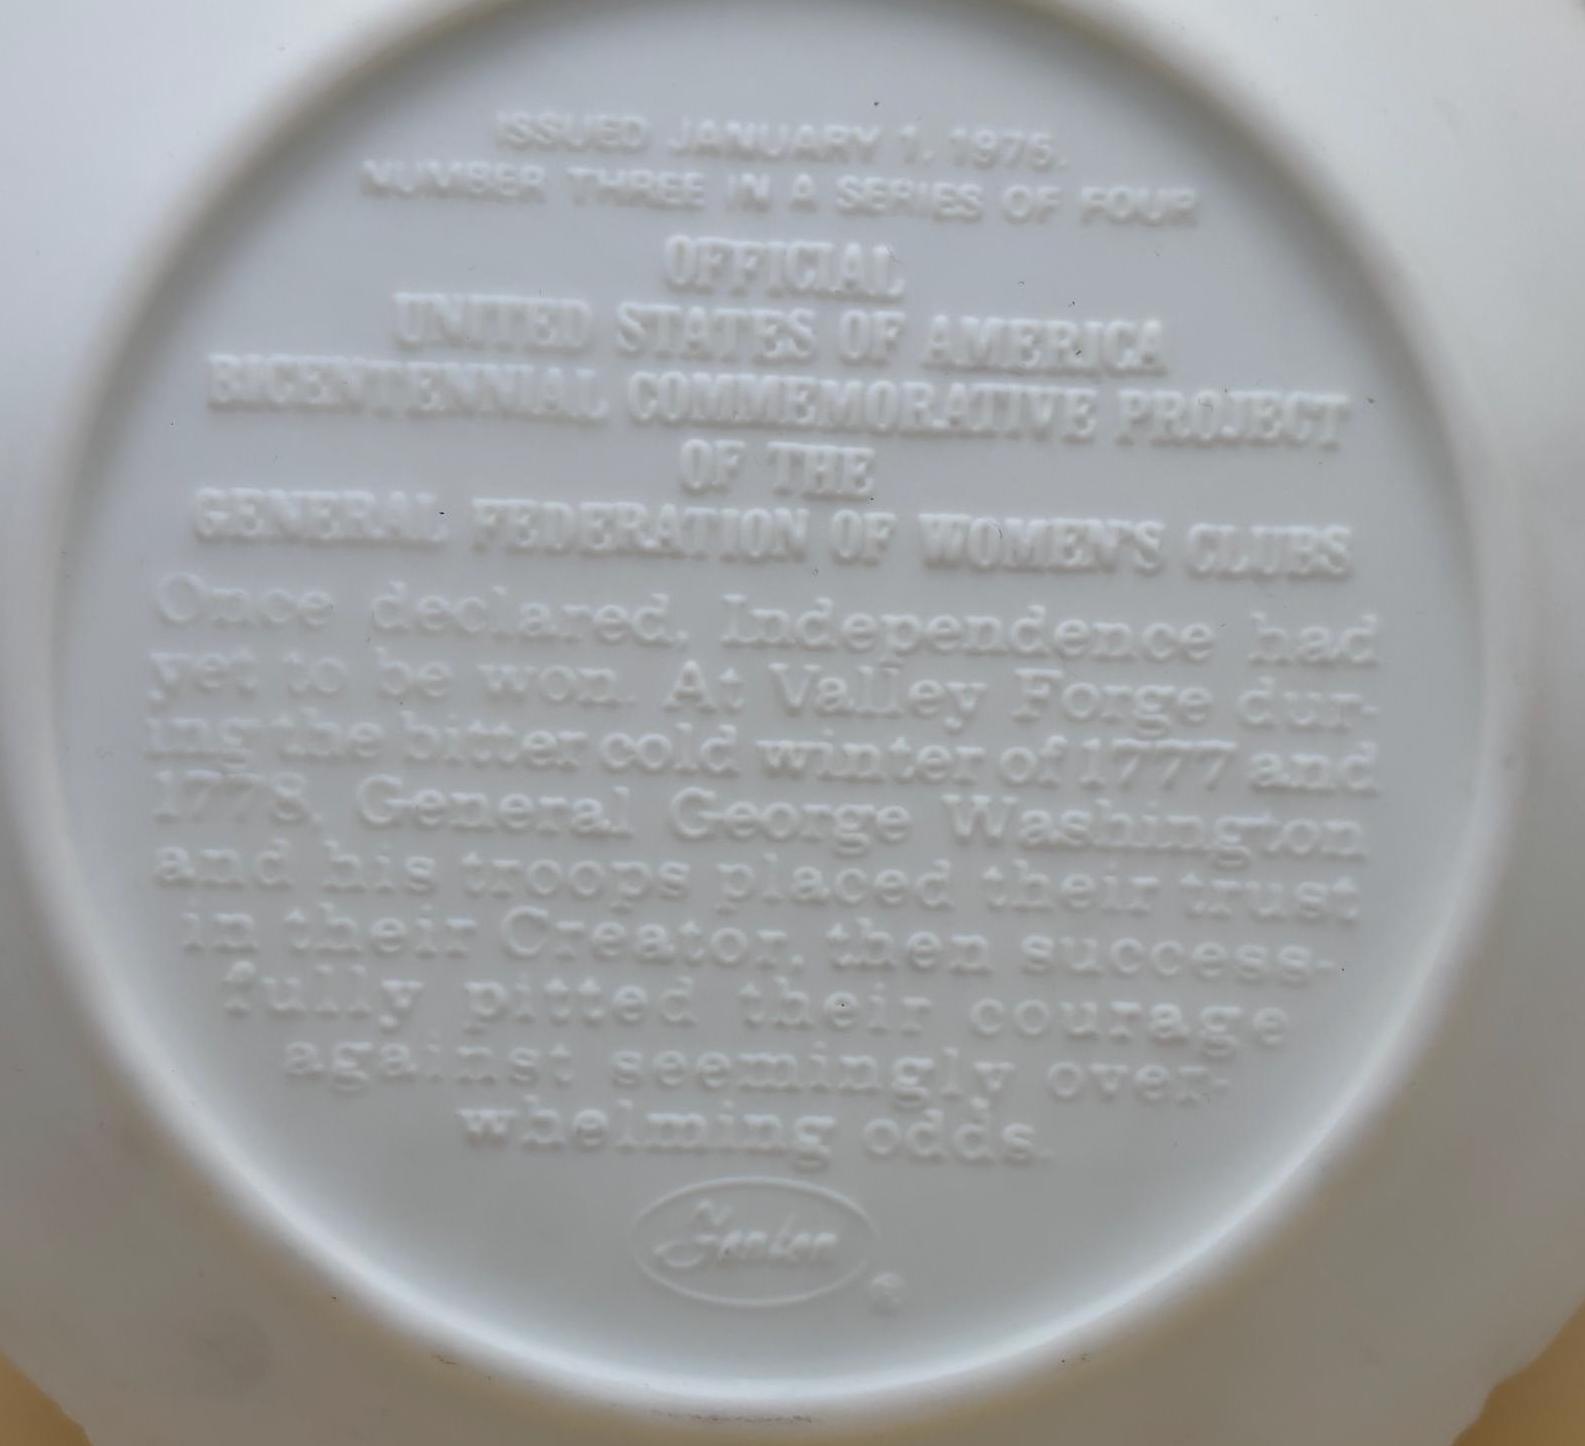 ISSUED JANUARY 1, 1975.
NUMBER THREE IN A SERIES OF FOUR
OFFICIAL
UNITED STATES OF AMERICA
BICENTENNIAL COMMEMORATIVE PROJECT
OF THE
GENERAL FEDERATION OF WOMEN'S CLUBS
Once declared, Independence had
yet to be won. At Valley Forge dur-
ing the bitter cold winter of 1777 and
1778, General George Washington
and his troops placed their trust
in their Creator, then success-
fully pitted their courage
against seemingly over-
whelming odds.
Fenton
®